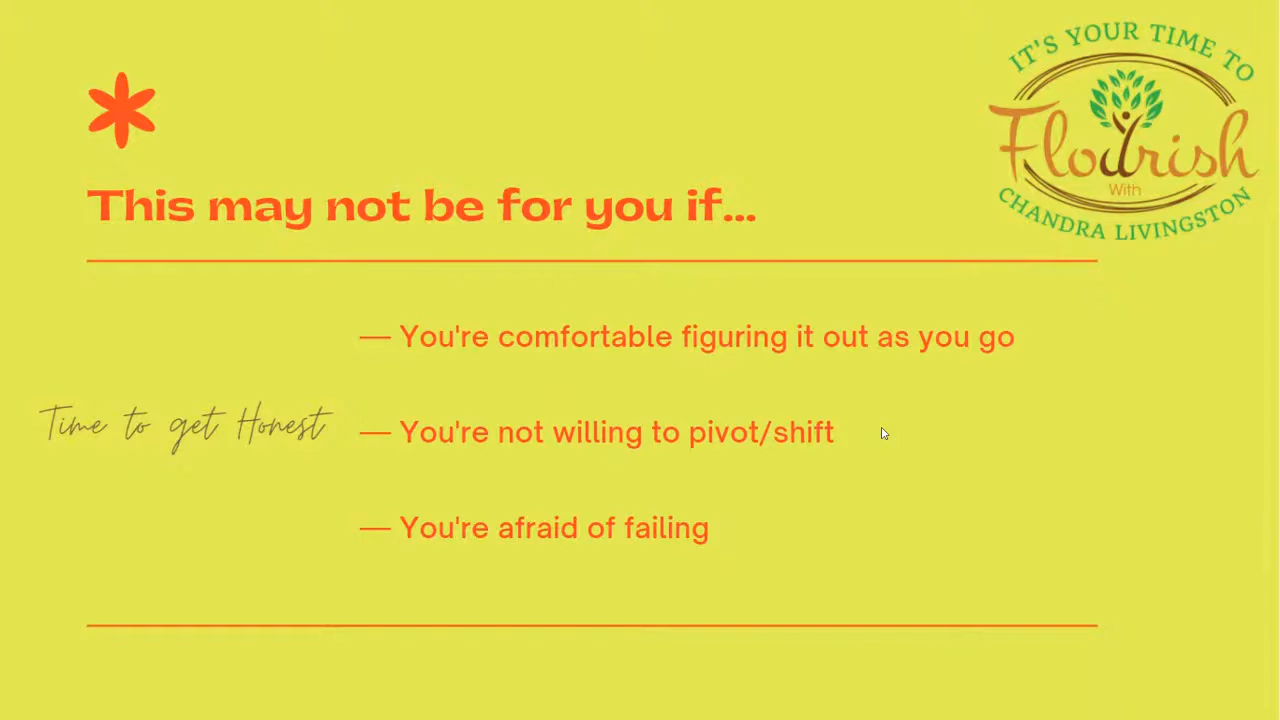 IT'S YOUR TIME TO
Flourish
With
CHANDRA LIVINGSTON
This may not be for you if...
— You're comfortable figuring it out as you go
Time to get Honest
— You're not willing to pivot/shift
— You're afraid of failing